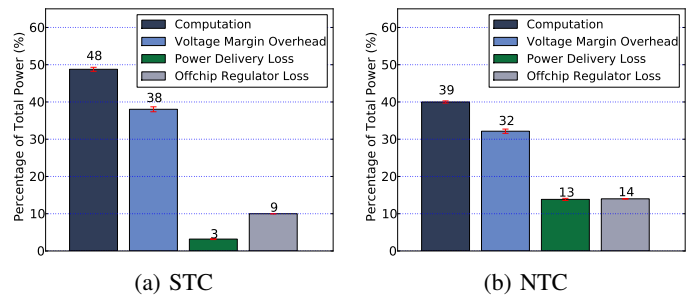 Percentage of Total Power (%)
60
50
40
30
20
10
0
Computation
Voltage Margin Overhead
Power Delivery Loss
Offchip Regulator Loss
48
38
3
9
(a) STC
Percentage of Total Power (%)
60
50
40
30
20
10
0
Computation
Voltage Margin Overhead
Power Delivery Loss
Offchip Regulator Loss
39
32
13
14
(b) NTC